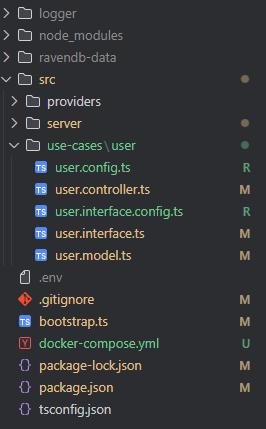 logger
node_modules
ravendb-data
src
providers
server
use-cases\user
TS user.config.ts R
TS user.controller.ts M
TS user.interface.config.ts R
TS user.interface.ts M
TS user.model.ts M
.env
.gitignore M
TS bootstrap.ts M
Y docker-compose.yml U
{} package-lock.json M
{} package.json M
{} tsconfig.json